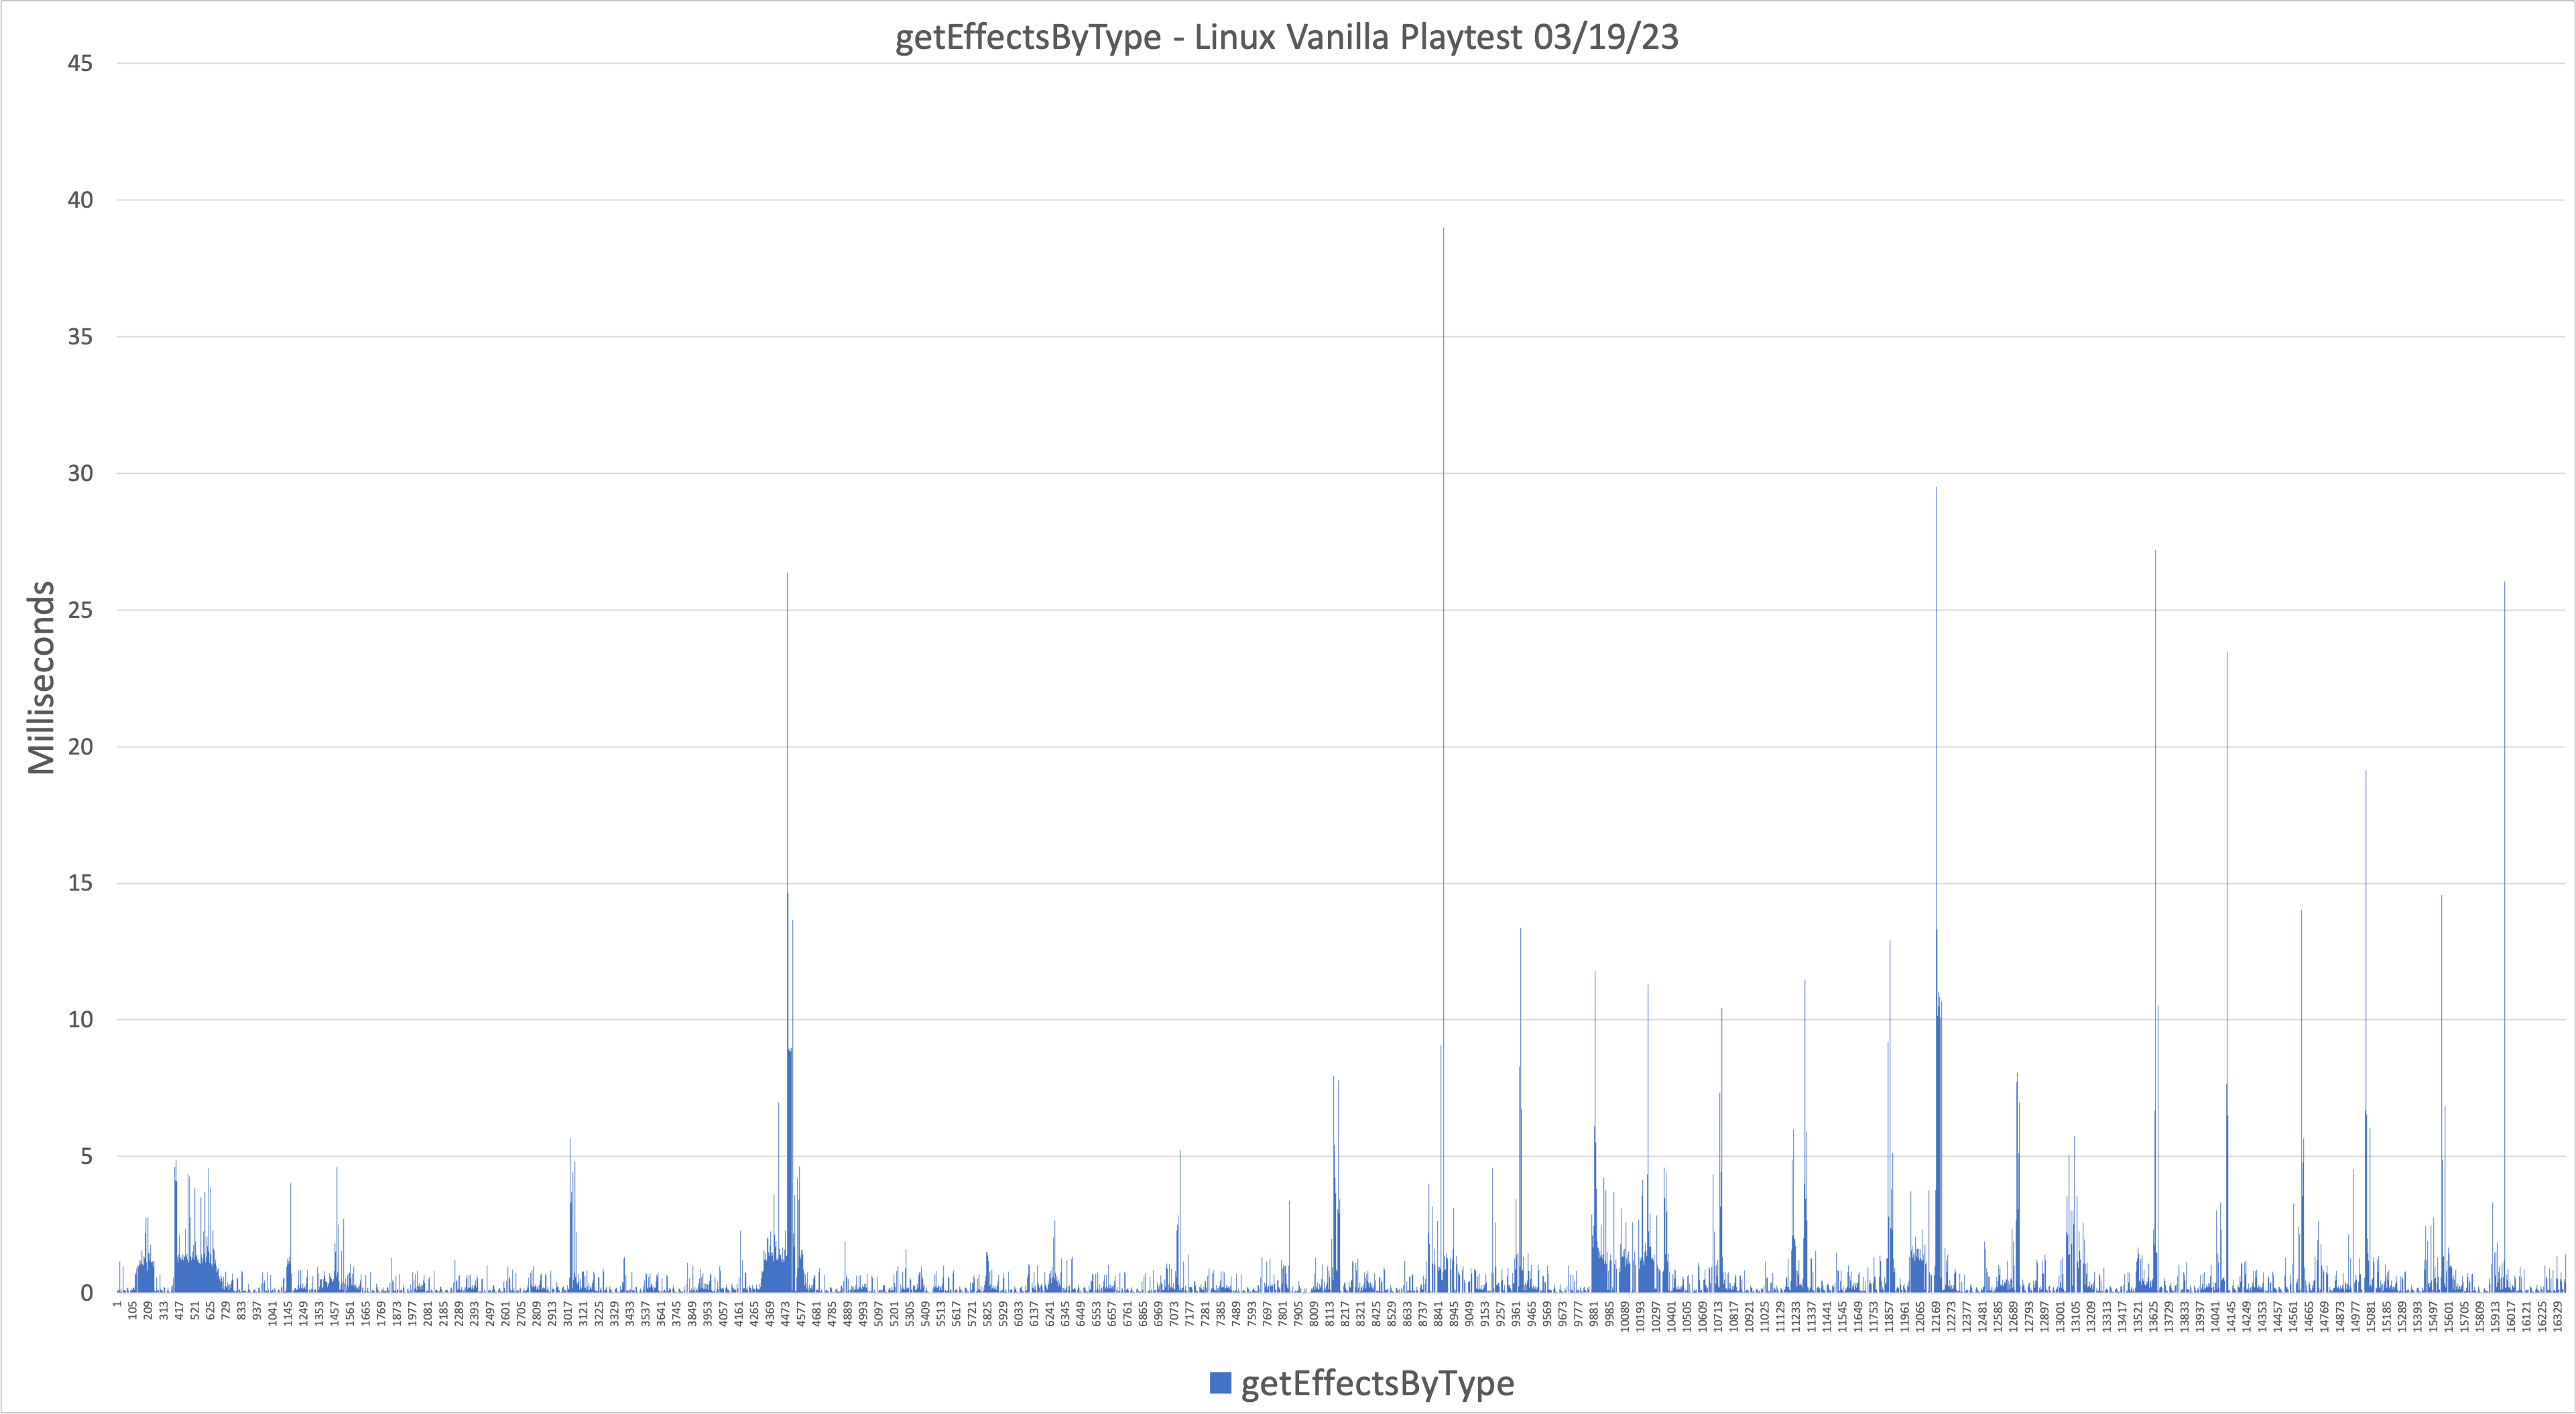 getEffectsByType - Linux Vanilla Playtest 03/19/23
Milliseconds
45
40
35
30
25
20
15
10
5
0
1 105 209 313 417 521 625 729 833 937 1041 1145 1249 1353 1457 1561 1665 1769 1873 1977 2081 2185 2289 2393 2497 2601 2705 2809 2913 3017 3121 3225 3329 3433 3537 3641 3745 3849 3953 4057 4161 4265 4369 4473 4577 4681 4785 4889 4993 5097 5201 5305 5409 5513 5617 5721 5825 5929 6033 6137 6241 6345 6449 6553 6657 6761 6865 6969 7073 7177 7281 7385 7489 7593 7697 7801 7905 8009 8113 8217 8321 8425 8529 8633 8737 8841 8945 9049 9153 9257 9361 9465 9569 9673 9777 9881 9985 10089 10193 10297 10401 10505 10609 10713 10817 10921 11025 11129 11233 11337 11441 11545 11649 11753 11857 11961 12065 12169 12273 12377 12481 12585 12689 12793 12897 13001 13105 13209 13313 13417 13521 13625 13729 13833 13937 14041 14145 14249 14353 14457 14561 14665 14769 14873 14977 15081 15185 15289 15393 15497 15601 15705 15809 15913 16017 16121 16225 16329
getEffectsByType